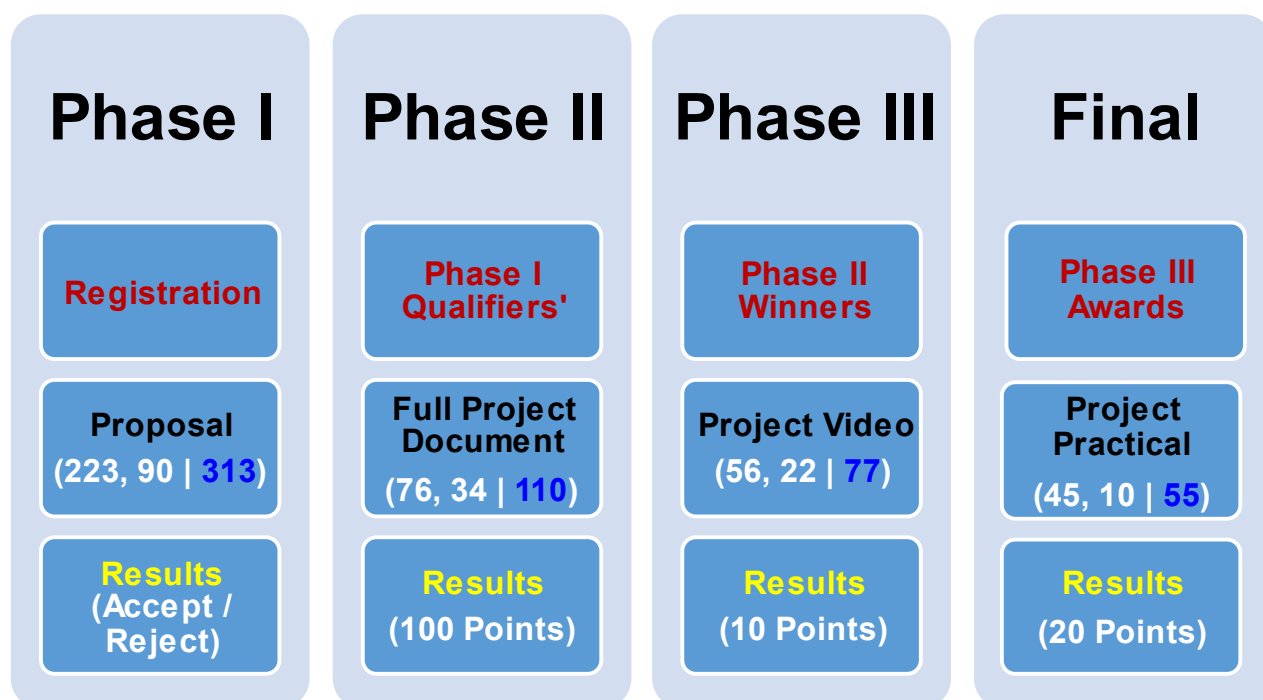 Phase I
Registration
Proposal
(223, 90 | 313)
Results
(Accept /
Reject)
Phase II
Phase I
Qualifiers'
Full Project
Document
(76, 34 | 110)
Results
(100 Points)
Phase III
Phase II
Winners
Project Video
(56, 22 | 77)
Results
(10 Points)
Final
Phase III
Awards
Project
Practical
(45, 10 | 55)
Results
(20 Points)